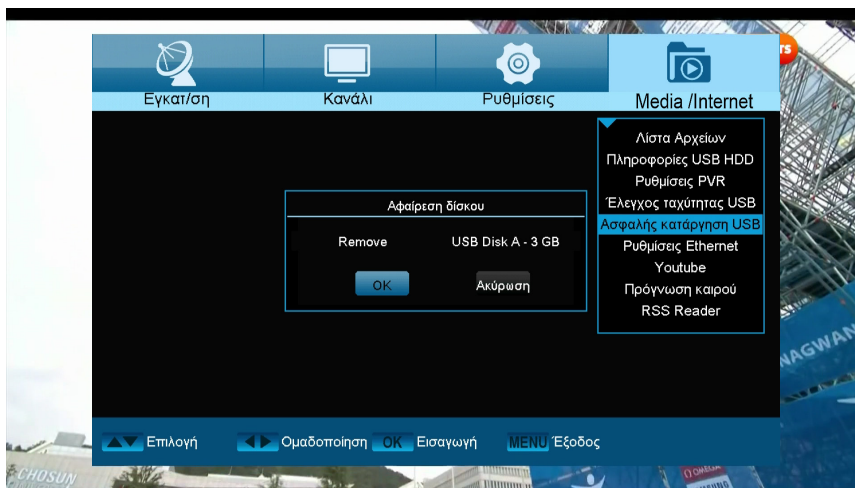 Εγκατ/ση
Κανάλι
Ρυθμίσεις
Media /Internet
Λίστα Αρχείων
Πληροφορίες USB HDD
Ρυθμίσεις PVR
Έλεγχος ταχύτητας USB
Ασφαλής κατάργηση USB
Ρυθμίσεις Ethernet
Youtube
Πρόγνωση καιρού
RSS Reader
Αφαίρεση δίσκου
Remove USB Disk A - 3 GB
OK Ακύρωση
Επιλογή Ομαδοποίηση OK Εισαγωγή MENU Έξοδος
CHOSUN